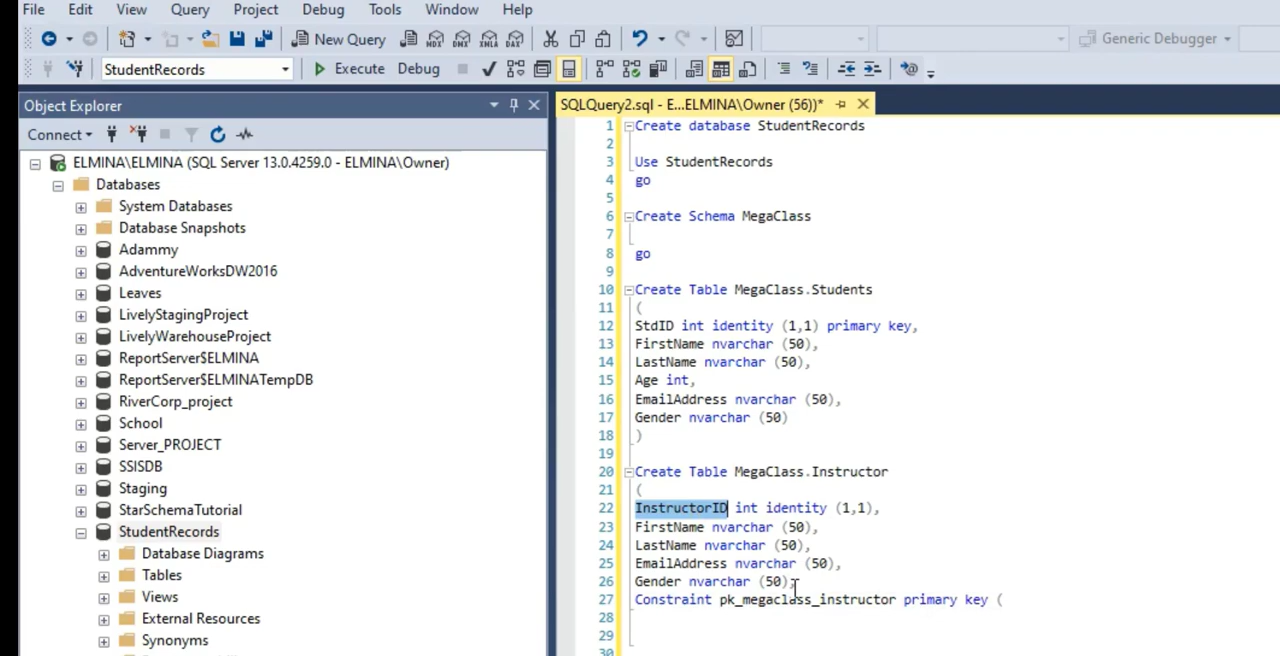 File Edit View Query Project Debug Tools Window Help
New Query MDX DMX XMLA DAX Generic Debugger
StudentRecords Execute Debug
Object Explorer
Connect
ELMINA\ELMINA (SQL Server 13.0.4259.0 - ELMINA\Owner)
Databases
System Databases
Database Snapshots
Adammy
AdventureWorksDW2016
Leaves
LivelyStagingProject
LivelyWarehouseProject
ReportServer$ELMINA
ReportServer$ELMINATempDB
RiverCorp_project
School
Server_PROJECT
SSISDB
Staging
StarSchemaTutorial
StudentRecords
Database Diagrams
Tables
Views
External Resources
Synonyms
SQLQuery2.sql - E...ELMINA\Owner (56))*
1 Create database StudentRecords
2
3 Use StudentRecords
4 go
5
6 Create Schema MegaClass
7
8 go
9
10 Create Table MegaClass.Students
11 (
12 StdID int identity (1,1) primary key,
13 FirstName nvarchar (50),
14 LastName nvarchar (50),
15 Age int,
16 EmailAddress nvarchar (50),
17 Gender nvarchar (50)
18 )
19
20 Create Table MegaClass.Instructor
21 (
22 InstructorID int identity (1,1),
23 FirstName nvarchar (50),
24 LastName nvarchar (50),
25 EmailAddress nvarchar (50),
26 Gender nvarchar (50),
27 Constraint pk_megaclass_instructor primary key (
28
29
30